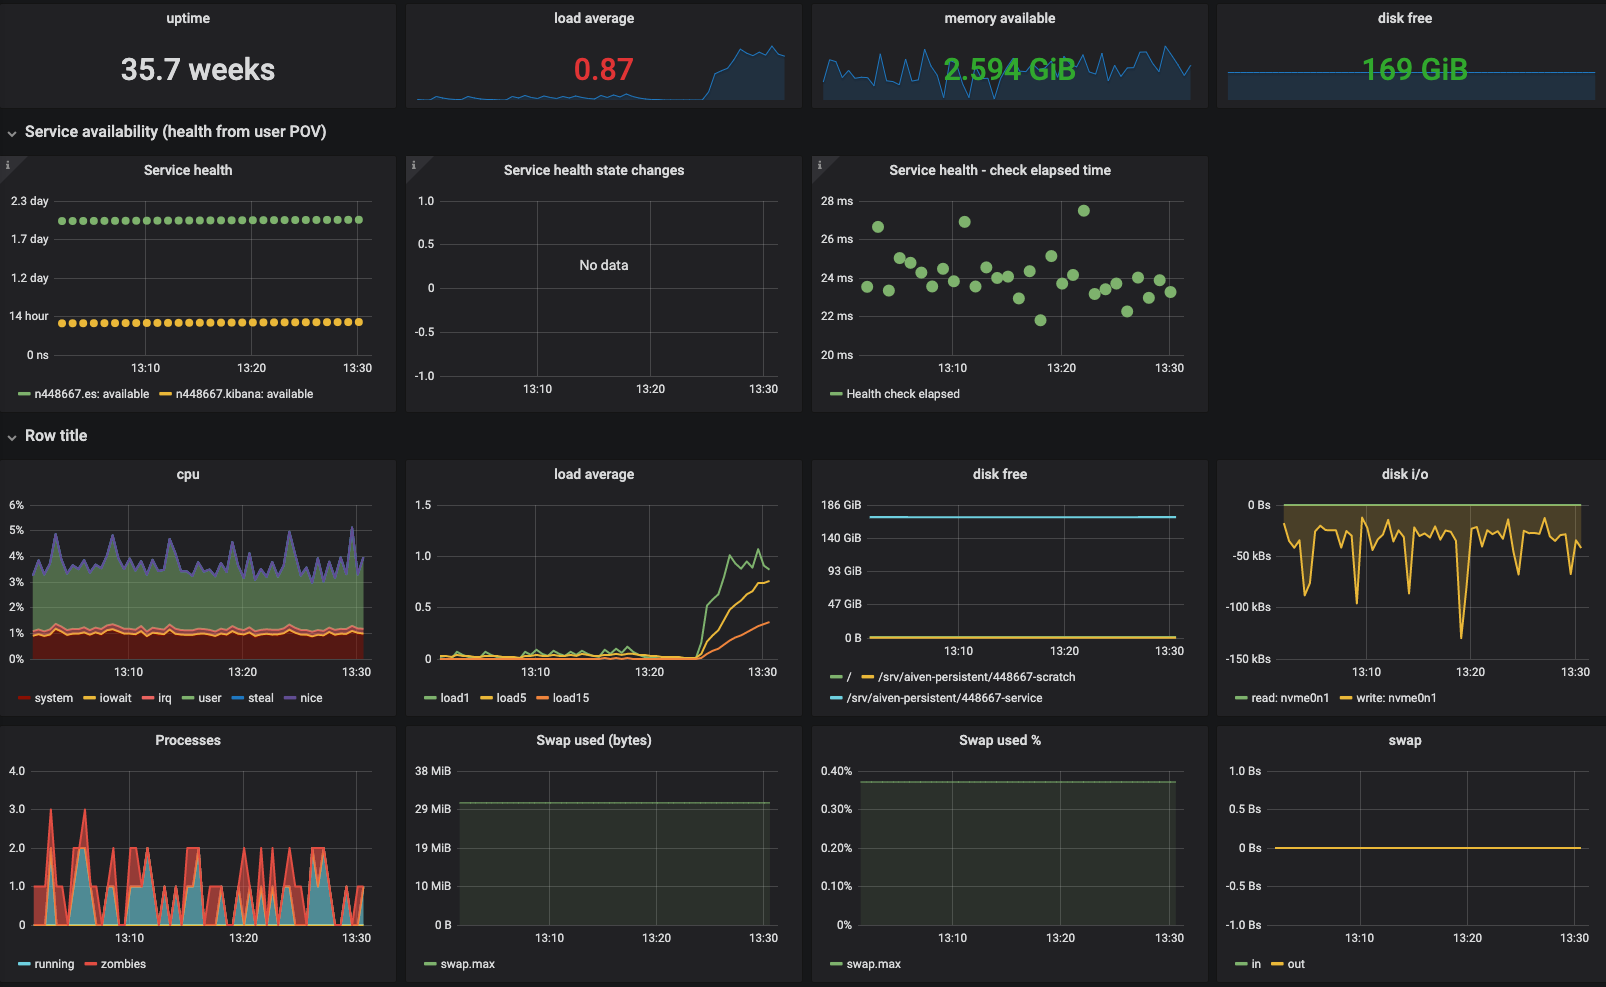 uptime
load average
memory available
disk free
35.7 weeks
0.87
2.594 GiB
169 GiB
Service availability (health from user POV)
i
Service health
i
Service health state changes
i
Service health - check elapsed time
2.3 day
1.7 day
1.2 day
14 hour
0 ns
13:10
13:20
13:30
n448667.es: available
n448667.kibana: available
1.0
0.5
0
-0.5
-1.0
No data
13:10
13:20
13:30
28 ms
26 ms
24 ms
22 ms
20 ms
13:10
13:20
13:30
Health check elapsed
Row title
cpu
6%
5%
4%
3%
2%
1%
0%
13:10
13:20
13:30
system
iowait
irq
user
steal
nice
load average
1.5
1.0
0.5
0
13:10
13:20
13:30
load1
load5
load15
disk free
186 GiB
140 GiB
93 GiB
47 GiB
0 B
13:10
13:20
13:30
/
/srv/aiven-persistent/448667-scratch
/srv/aiven-persistent/448667-service
disk i/o
0 Bs
-50 kBs
-100 kBs
-150 kBs
13:10
13:20
13:30
read: nvme0n1
write: nvme0n1
Processes
4.0
3.0
2.0
1.0
0
13:10
13:20
13:30
running
zombies
Swap used (bytes)
38 MiB
29 MiB
19 MiB
10 MiB
0 B
13:10
13:20
13:30
swap.max
Swap used %
0.40%
0.30%
0.20%
0.10%
0%
13:10
13:20
13:30
swap.max
swap
1.0 Bs
0.5 Bs
0 Bs
-0.5 Bs
-1.0 Bs
13:10
13:20
13:30
in
out